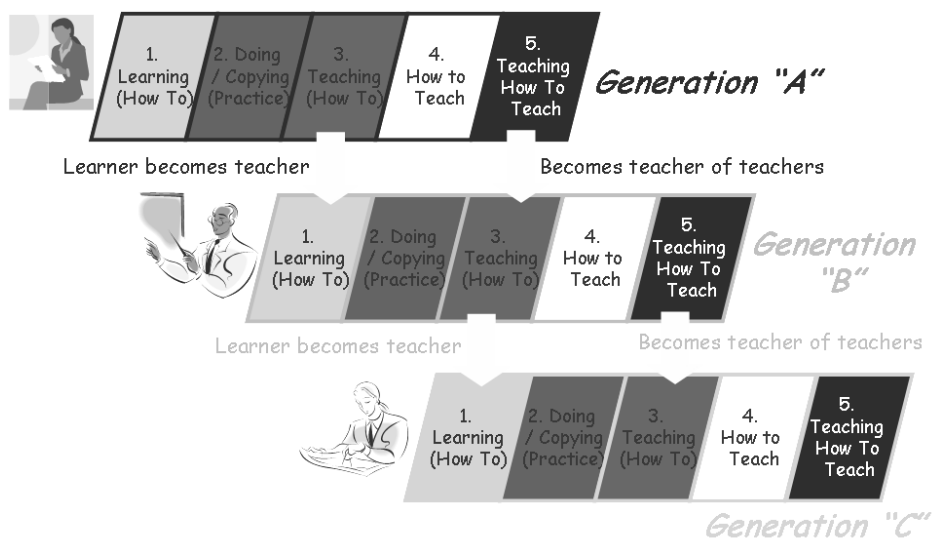 1.
Learning
(How To)
2. Doing
/ Copying
(Practice)
3.
Teaching
(How To)
4.
How to
Teach
5.
Teaching
How To
Teach
Generation “A”
Learner becomes teacher
Becomes teacher of teachers
1.
Learning
(How To)
2. Doing
/ Copying
(Practice)
3.
Teaching
(How To)
4.
How to
Teach
5.
Teaching
How To
Teach
Generation
“B”
Learner becomes teacher
Becomes teacher of teachers
1.
Learning
(How To)
2. Doing
/ Copying
(Practice)
3.
Teaching
(How To)
4.
How to
Teach
5.
Teaching
How To
Teach
Generation “C”